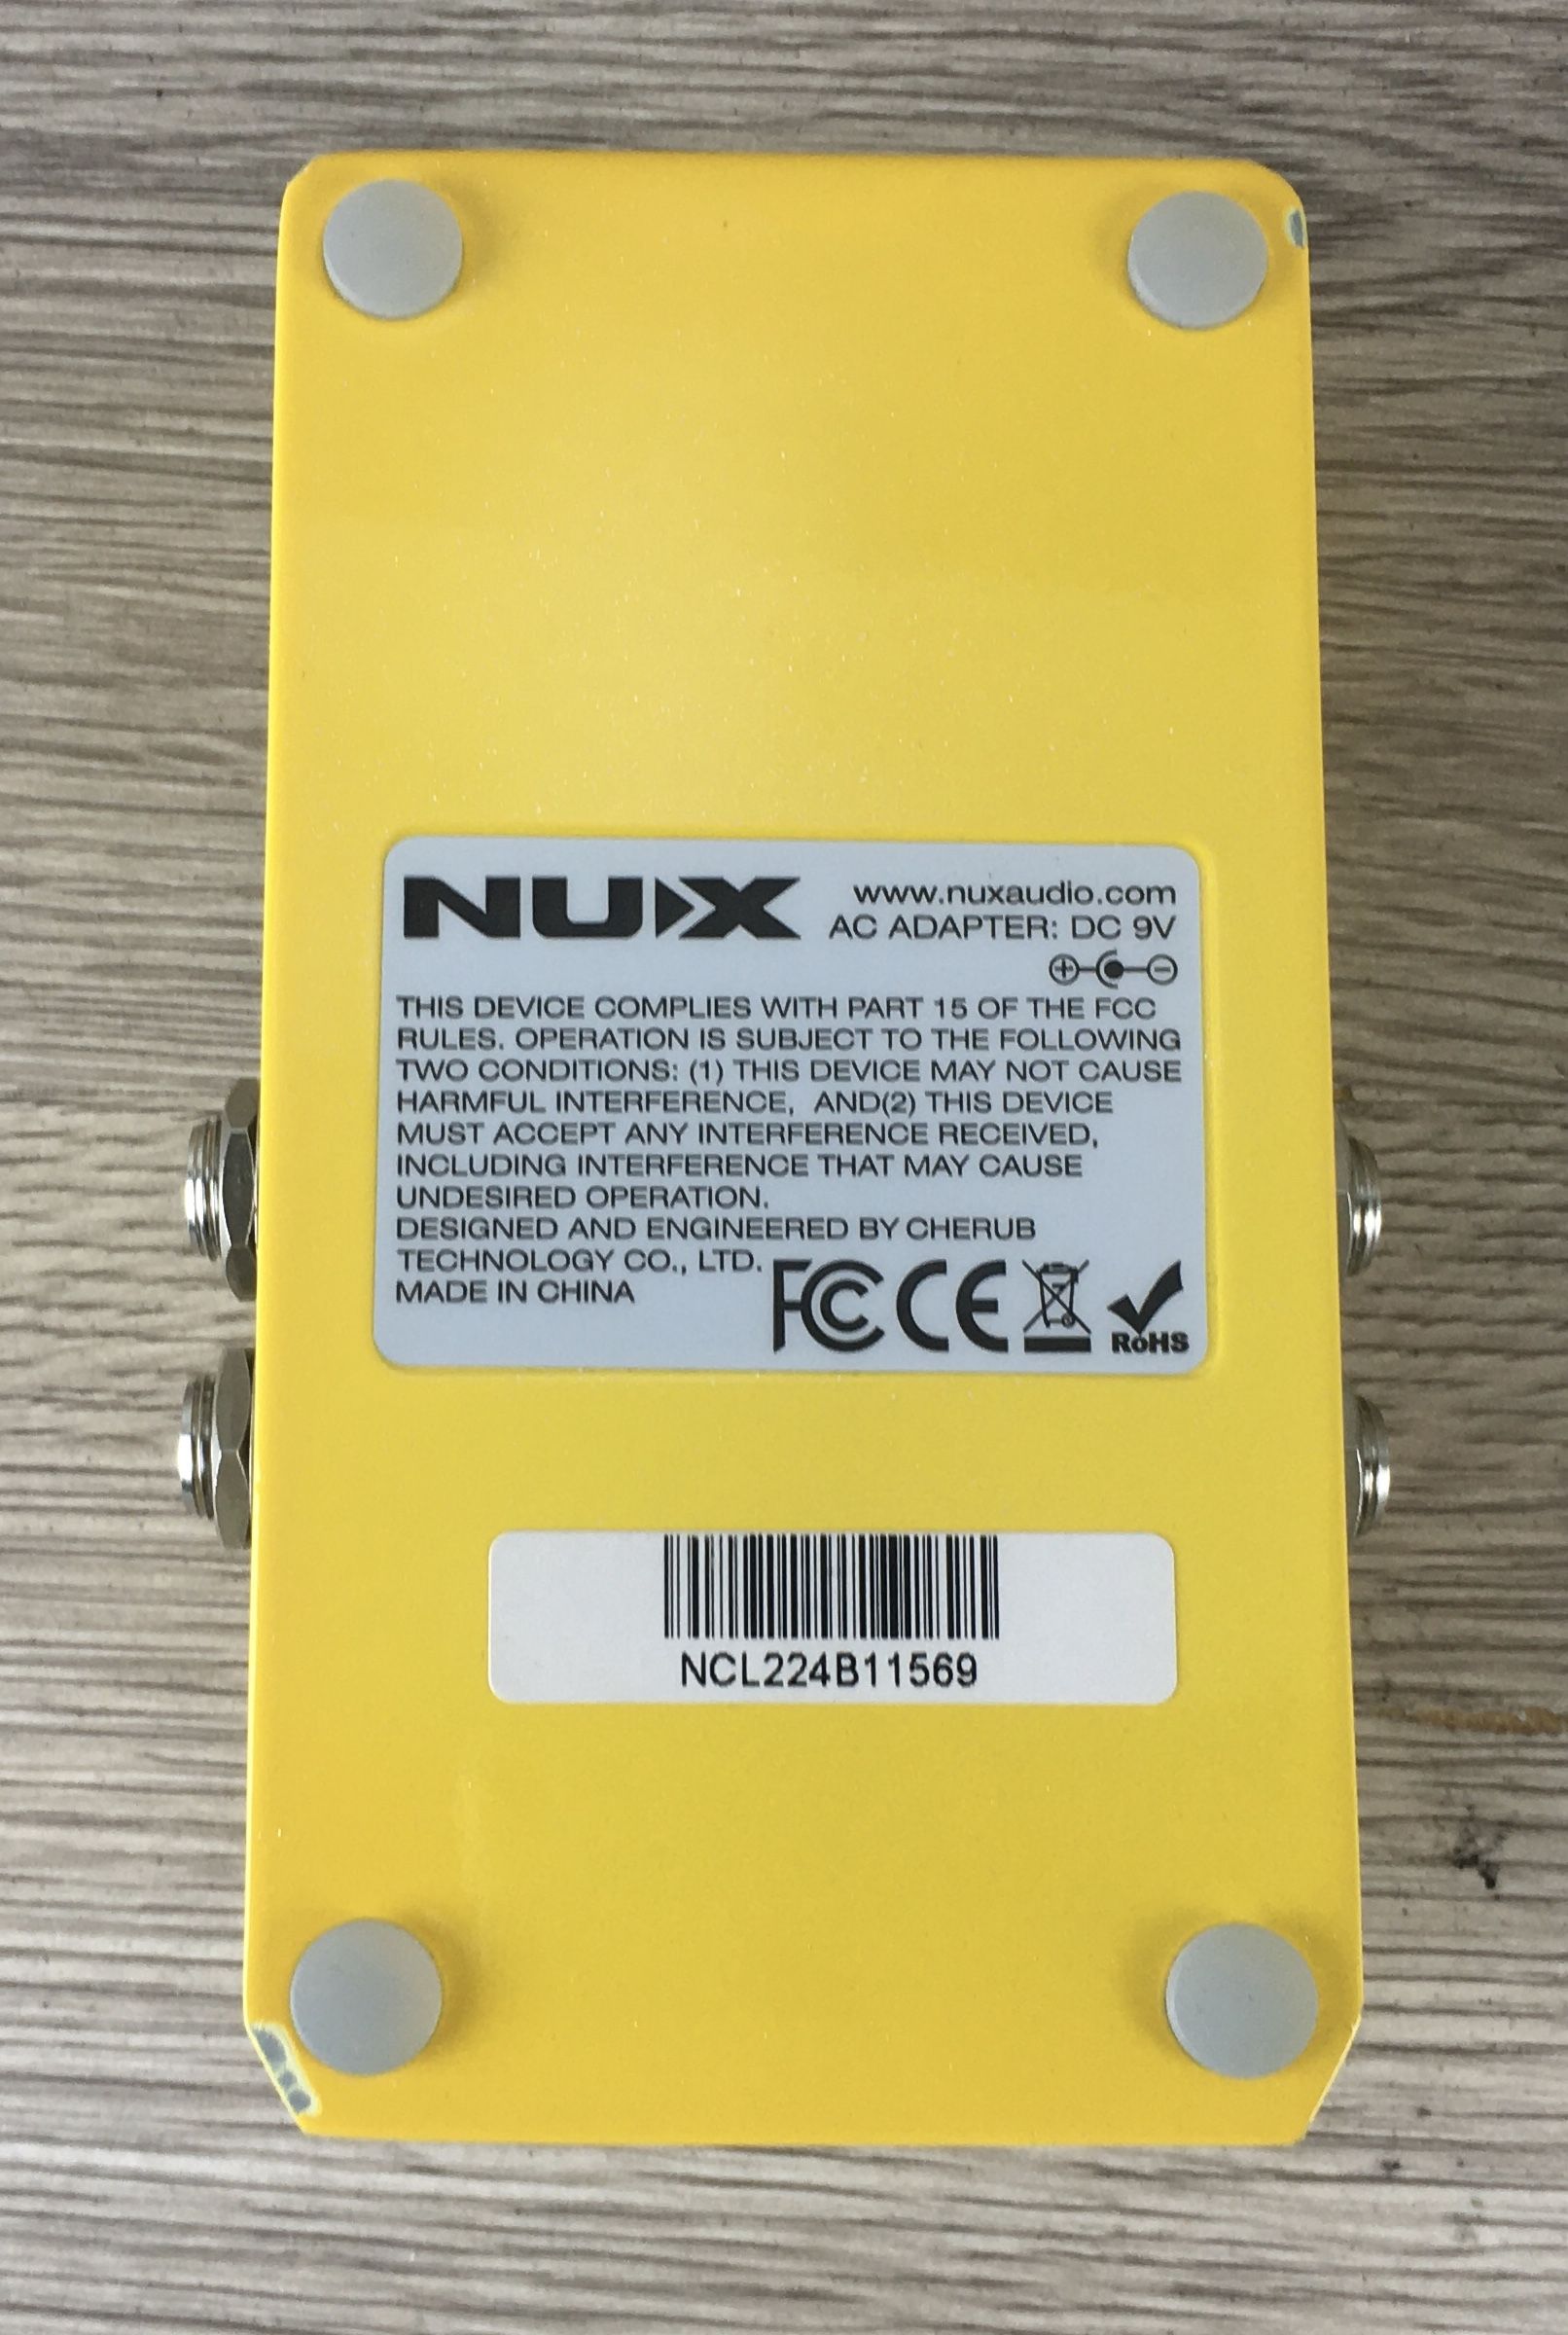 NUX
www.nuxaudio.com
AC ADAPTER: DC 9V
THIS DEVICE COMPLIES WITH PART 15 OF THE FCC
RULES. OPERATION IS SUBJECT TO THE FOLLOWING
TWO CONDITIONS: (1) THIS DEVICE MAY NOT CAUSE
HARMFUL INTERFERENCE, AND(2) THIS DEVICE
MUST ACCEPT ANY INTERFERENCE RECEIVED,
INCLUDING INTERFERENCE THAT MAY CAUSE
UNDESIRED OPERATION.
DESIGNED AND ENGINEERED BY CHERUB
TECHNOLOGY CO., LTD.
MADE IN CHINA
FC CE
RoHS
NCL224B11569